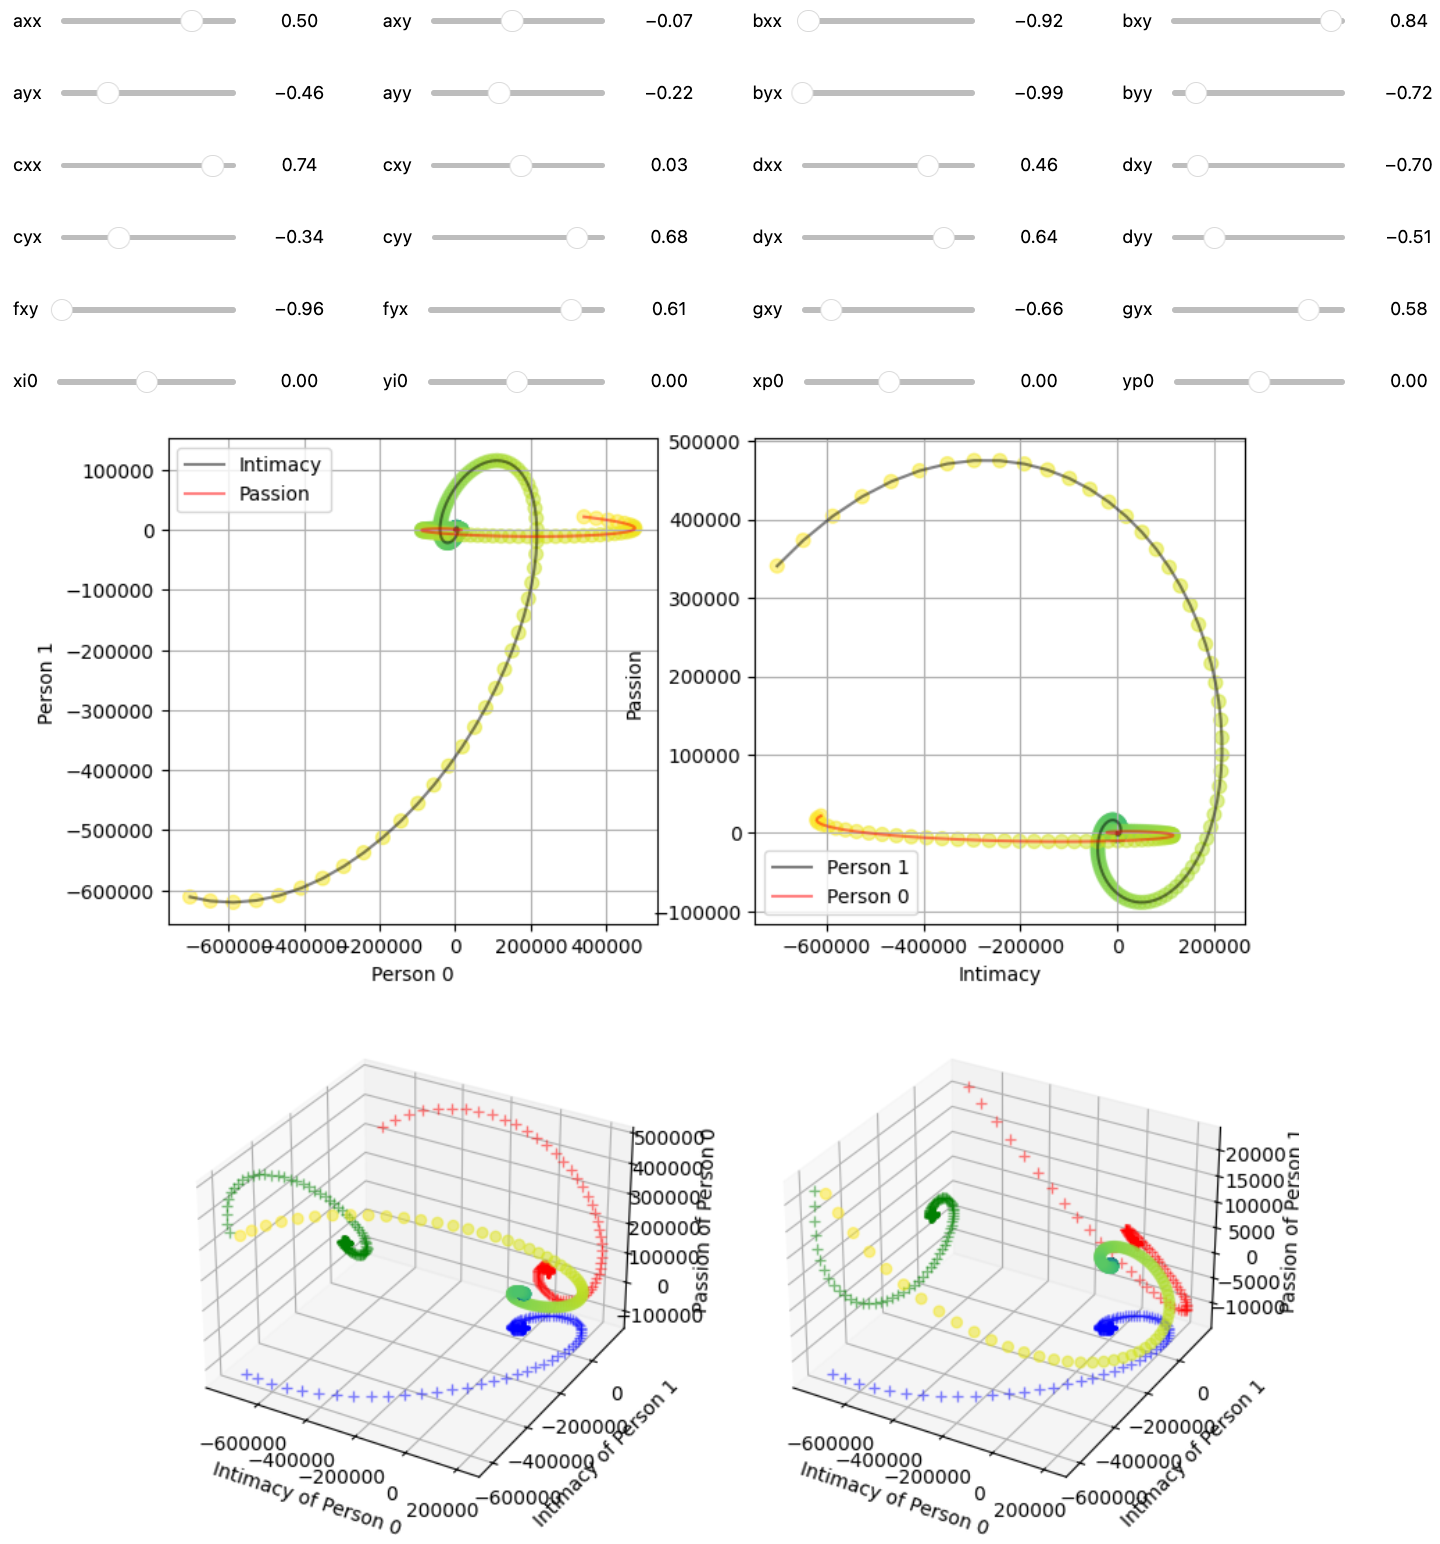 axx 0.50 axy −0.07 bxx −0.92 bxy 0.84
ayx −0.46 ayy −0.22 byx −0.99 byy −0.72
cxx 0.74 cxy 0.03 dxx 0.46 dxy −0.70
cyx −0.34 cyy 0.68 dyx 0.64 dyy −0.51
fxy −0.96 fyx 0.61 gxy −0.66 gyx 0.58
xi0 0.00 yi0 0.00 xp0 0.00 yp0 0.00
Intimacy
Passion
100000
0
−100000
−200000
−300000
−400000
−500000
−600000
Person 1
−600000 −400000 −200000 0 200000 400000
Person 0
500000
400000
300000
200000
100000
0
−100000
Passion
Person 1
Person 0
−600000 −400000 −200000 0 200000
Intimacy
500000
400000
300000
200000
100000
0
−100000
Passion of Person 0
0
−200000
−400000
−600000
Intimacy of Person 1
−600000
−400000
−200000
0
200000
Intimacy of Person 0
20000
15000
10000
5000
0
−5000
−10000
Passion of Person 1
0
−200000
−400000
−600000
Intimacy of Person 1
−600000
−400000
−200000
0
200000
Intimacy of Person 0